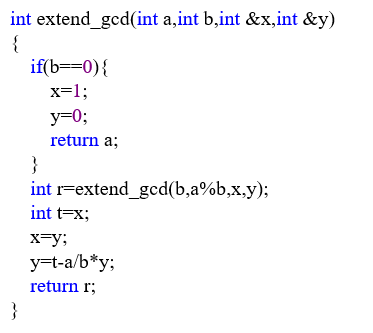 int extend_gcd(int a,int b,int &x,int &y)
{
    if(b==0){
        x=1;
        y=0;
        return a;
    }
    int r=extend_gcd(b,a%b,x,y);
    int t=x;
    x=y;
    y=t-a/b*y;
    return r;
}